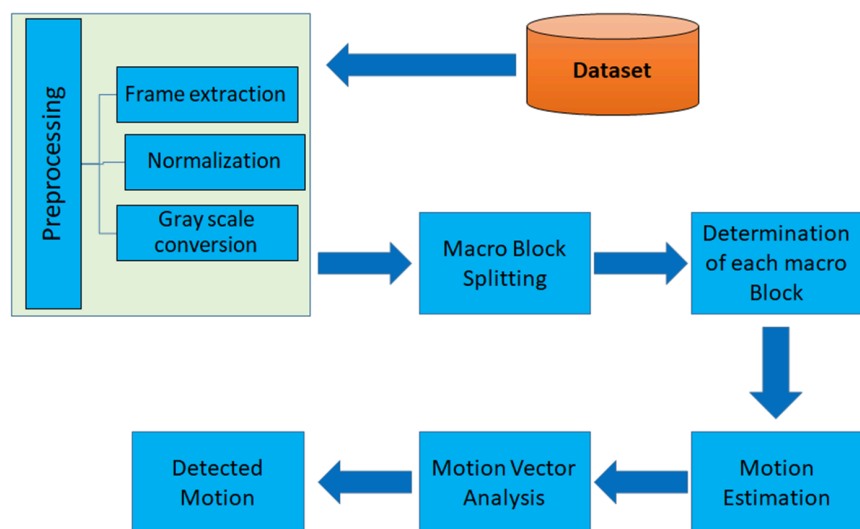 Dataset
Preprocessing
Frame extraction
Normalization
Gray scale
conversion
Macro Block
Splitting
Determination
of each macro
Block
Motion
Estimation
Motion Vector
Analysis
Detected
Motion